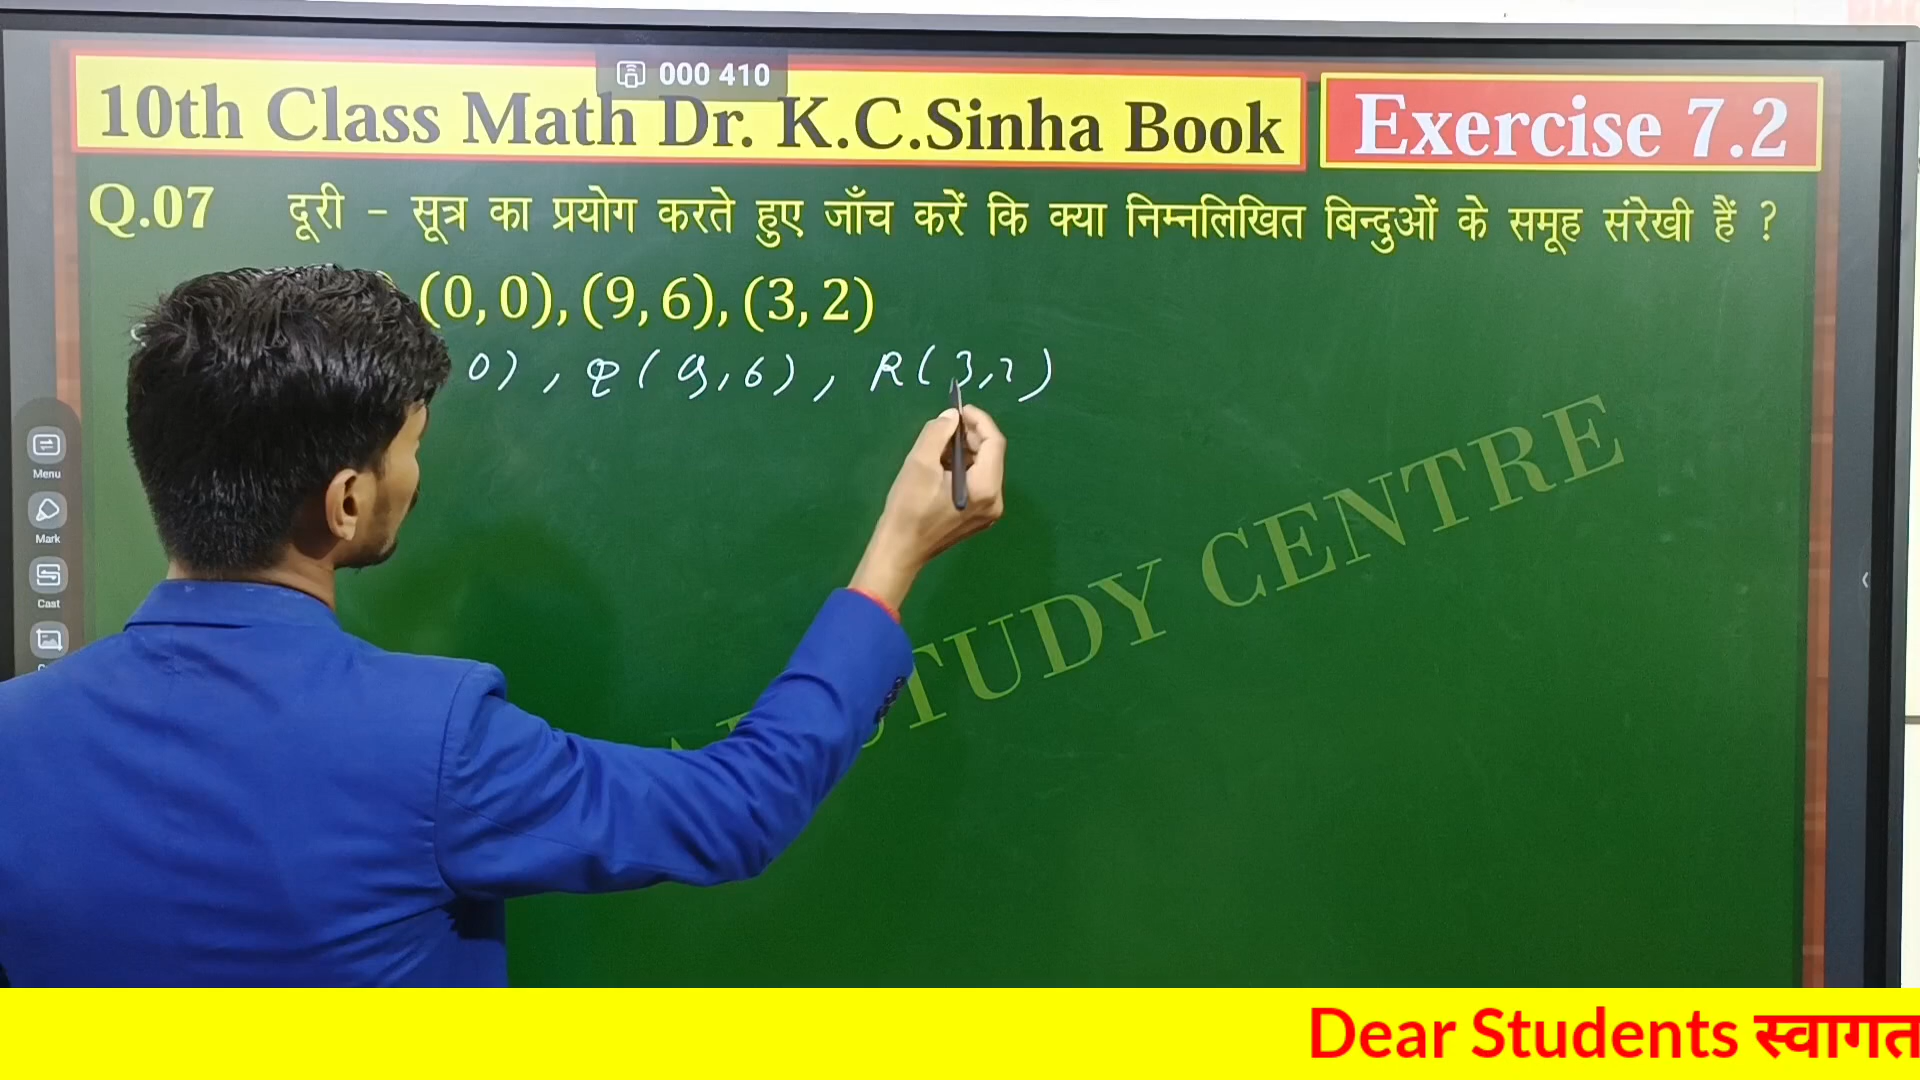 000 410
10th Class Math Dr. K.C.Sinha Book Exercise 7.2
Q.07 दूरी - सूत्र का प्रयोग करते हुए जाँच करें कि क्या निम्नलिखित बिन्दुओं के समूह संरेखी हैं ?
(0, 0), (9, 6), (3, 2)
0), Q(9,6), R(3,2)
Menu
Mark
Cast
STUDY CENTRE
Dear Students स्वागत